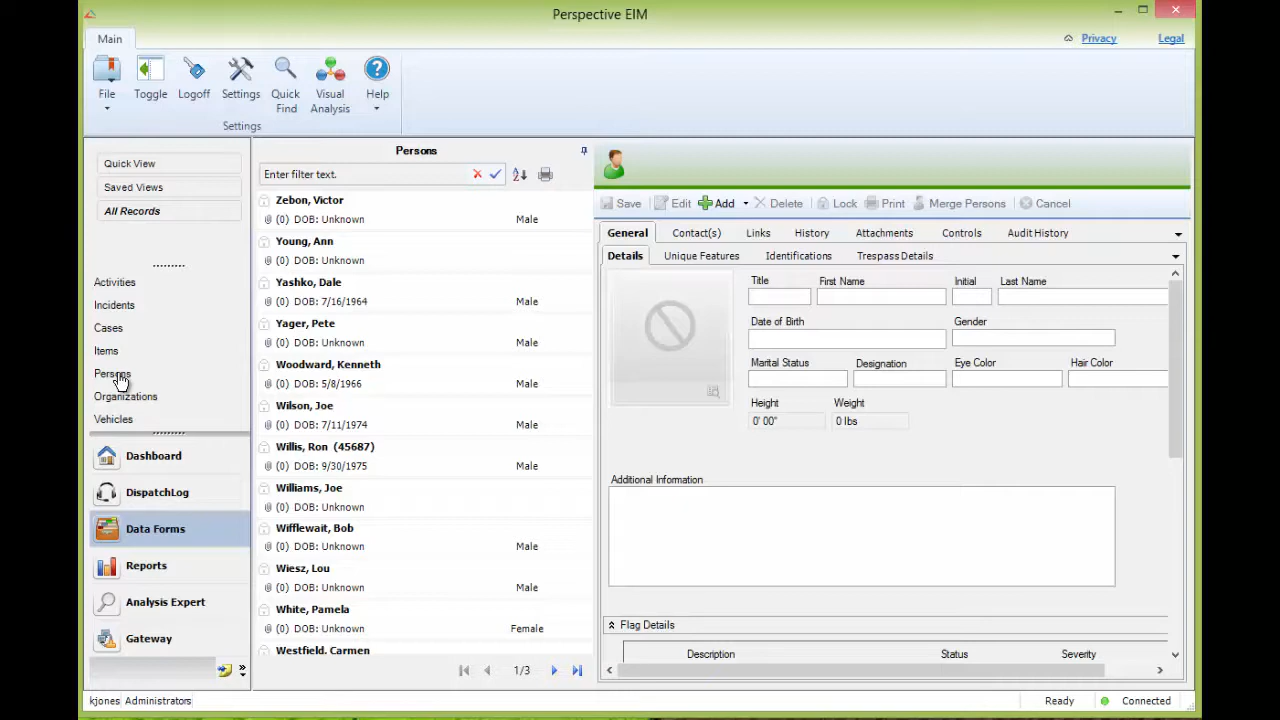 Perspective EIM
Main
Privacy
Legal
File
Toggle
Logoff
Settings
Quick
Find
Visual
Analysis
Help
Settings
Quick View
Saved Views
All Records
Activities
Incidents
Cases
Items
Persons
Organizations
Vehicles
Dashboard
DispatchLog
Data Forms
Reports
Analysis Expert
Gateway
Persons
Enter filter text.
Zebon, Victor
(0) DOB: Unknown Male
Young, Ann
(0) DOB: Unknown
Yashko, Dale
(0) DOB: 7/16/1964 Male
Yager, Pete
(0) DOB: Unknown Male
Woodward, Kenneth
(0) DOB: 5/8/1966 Male
Wilson, Joe
(0) DOB: 7/11/1974 Male
Willis, Ron (45687)
(0) DOB: 9/30/1975 Male
Williams, Joe
(0) DOB: Unknown
Wifflewait, Bob
(0) DOB: Unknown Male
Wiesz, Lou
(0) DOB: Unknown Male
White, Pamela
(0) DOB: Unknown Female
Westfield, Carmen
1/3
Save Edit Add Delete Lock Print Merge Persons Cancel
General Contact(s) Links History Attachments Controls Audit History
Details Unique Features Identifications Trespass Details
Title First Name Initial Last Name
Date of Birth Gender
Marital Status Designation Eye Color Hair Color
Height Weight
0' 00" 0 lbs
Additional Information
Flag Details
Description Status Severity
kjones Administrators Ready Connected